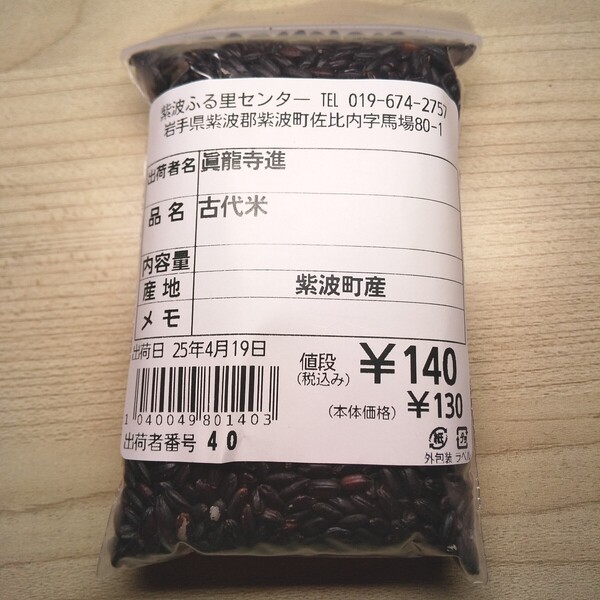 紫波ふる里センター TEL 019-674-2757
岩手県紫波郡紫波町佐比内字馬場80-1
出荷者名 眞龍寺進
品名 古代米
内容量
産地 紫波町産
メモ
出荷日 25年4月19日
値段 (税込み) ¥140
(本体価格) ¥130
1040049801403
出荷者番号 40
紙
外包装 ラベル